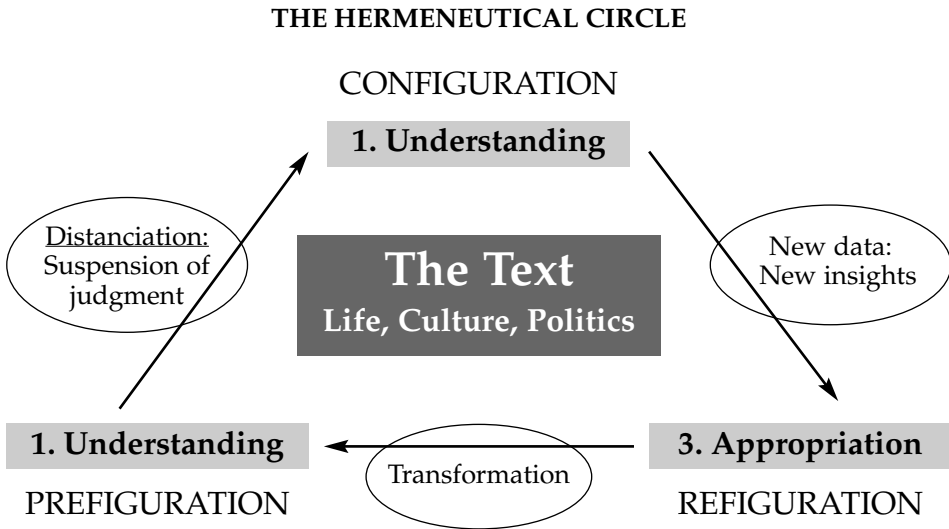 THE HERMENEUTICAL CIRCLE
CONFIGURATION
1. Understanding
Distanciation:
Suspension of
judgment
The Text
Life, Culture, Politics
New data:
New insights
1. Understanding
PREFIGURATION
Transformation
3. Appropriation
REFIGURATION